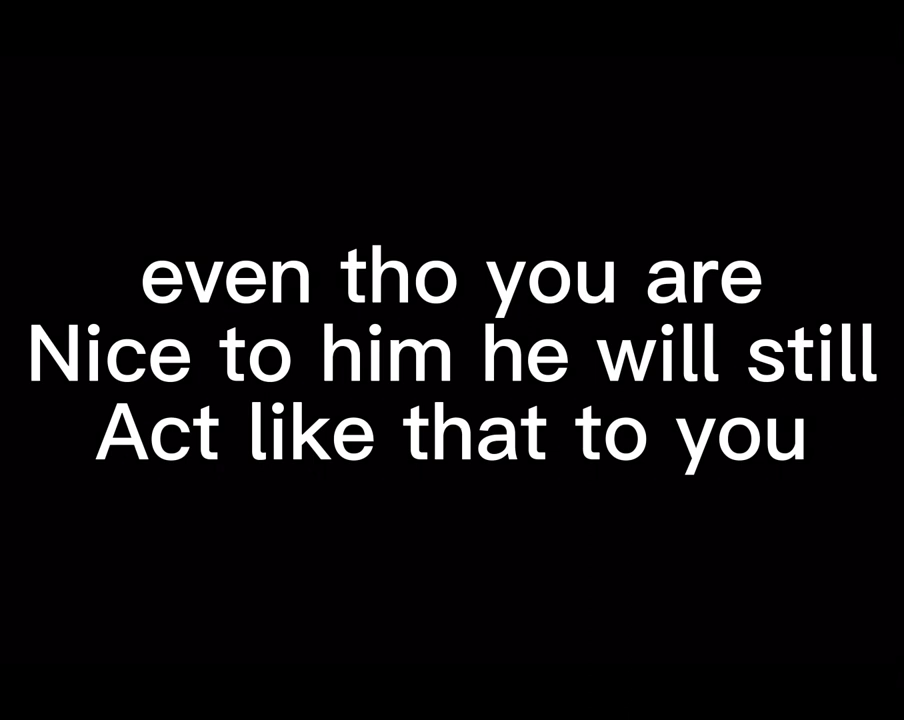 even tho you are
Nice to him he will still
Act like that to you